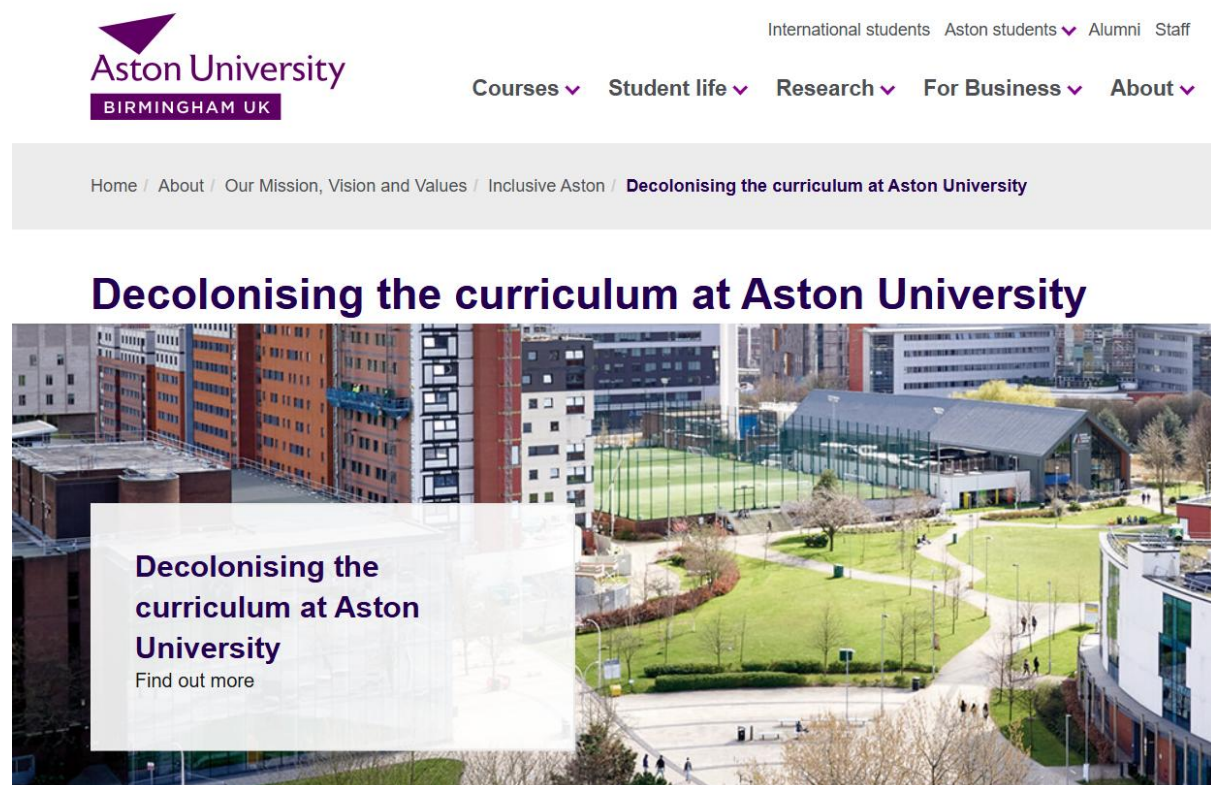 International students Aston students Alumni Staff
Aston University
BIRMINGHAM UK
Courses Student life Research For Business About
Home / About / Our Mission, Vision and Values / Inclusive Aston / Decolonising the curriculum at Aston University
Decolonising the curriculum at Aston University
Decolonising the
curriculum at Aston
University
Find out more